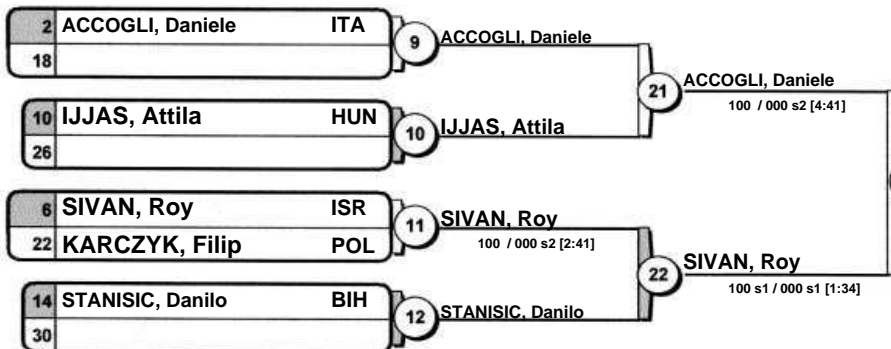 2 ACCOGLI, Daniele ITA
18
9 ACCOGLI, Daniele
10 IJJAS, Attila HUN
26
10 IJJAS, Attila
21 ACCOGLI, Daniele
100 / 000 s2 [4:41]
6 SIVAN, Roy ISR
22 KARCZYK, Filip POL
11 SIVAN, Roy
100 / 000 s2 [2:41]
14 STANISIC, Danilo BIH
30
12 STANISIC, Danilo
22 SIVAN, Roy
100 s1 / 000 s1 [1:34]